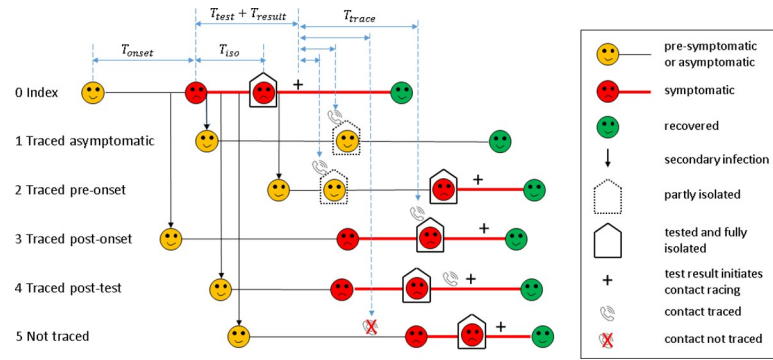 T_test + T_result
T_trace
T_onset
T_iso
0 Index
+
1 Traced asymptomatic
2 Traced pre-onset
+
3 Traced post-onset
+
4 Traced post-test
+
5 Not traced
+
pre-symptomatic
or asymptomatic
symptomatic
recovered
secondary infection
partly isolated
tested and fully
isolated
+
test result initiates
contact racing
contact traced
contact not traced